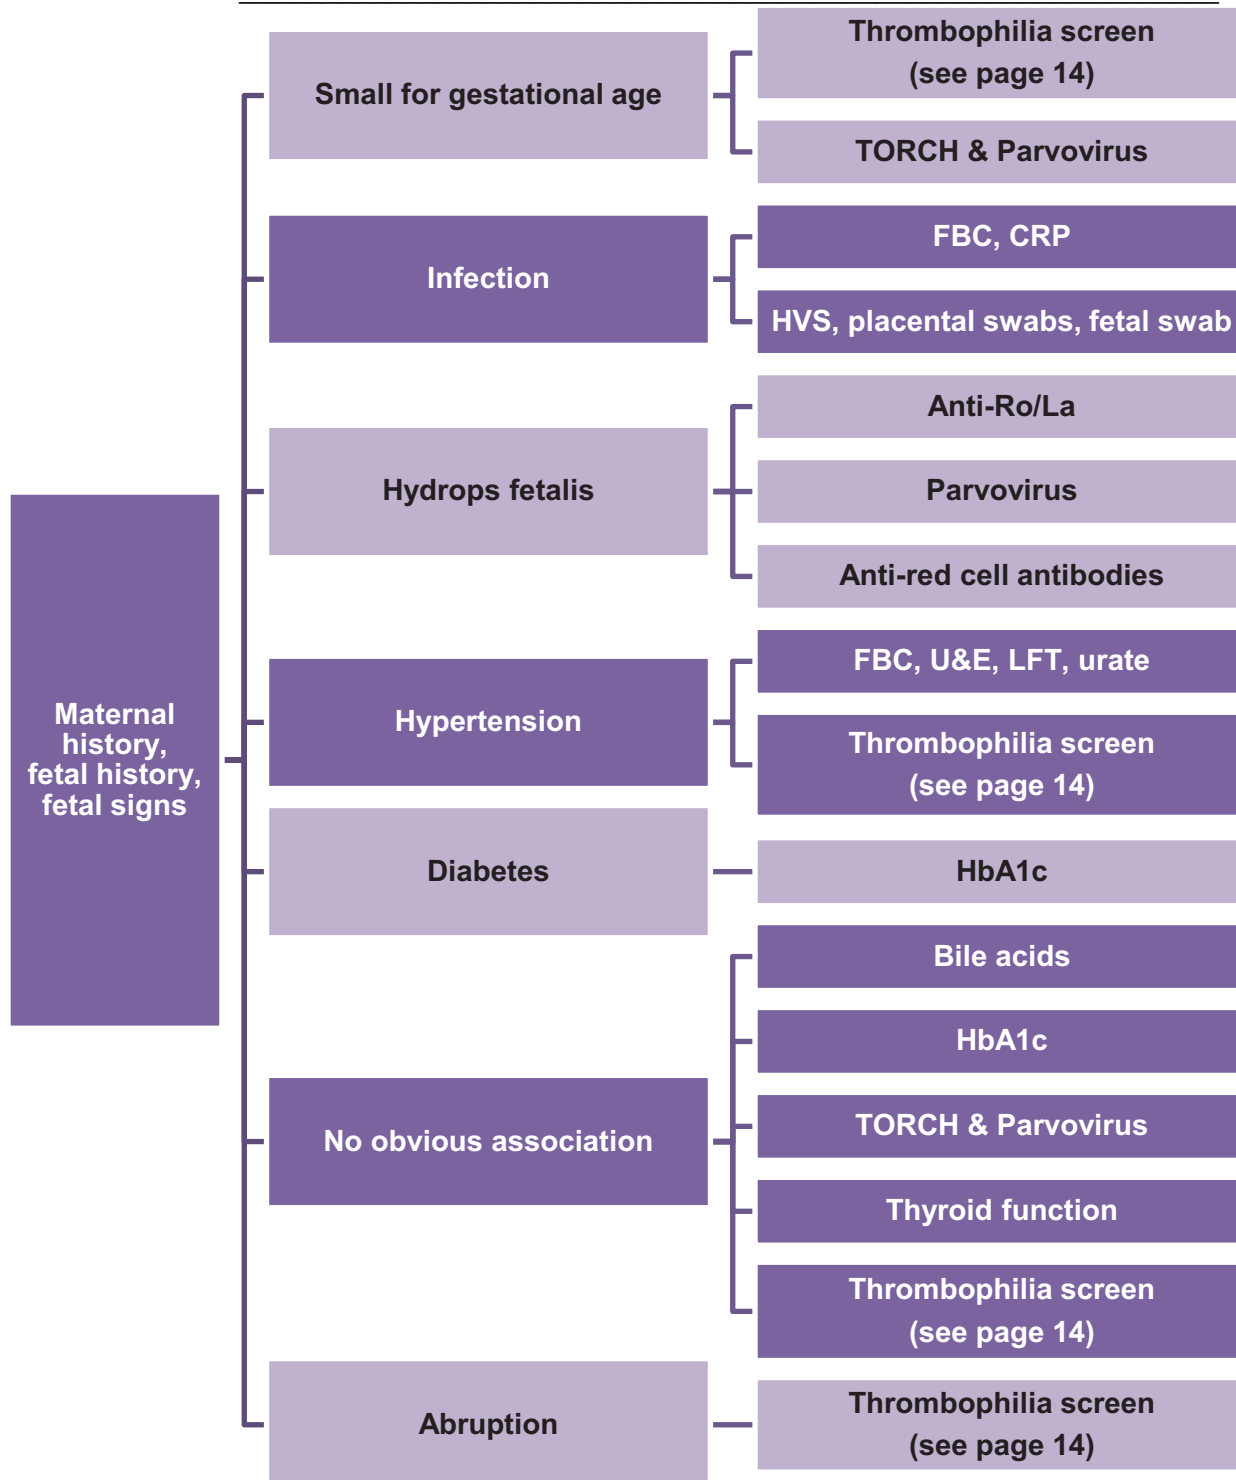 Maternal
history,
fetal history,
fetal signs
Small for gestational age
Thrombophilia screen
(see page 14)
TORCH & Parvovirus
Infection
FBC, CRP
HVS, placental swabs, fetal swab
Hydrops fetalis
Anti-Ro/La
Parvovirus
Anti-red cell antibodies
Hypertension
FBC, U&E, LFT, urate
Thrombophilia screen
(see page 14)
Diabetes
HbA1c
No obvious association
Bile acids
HbA1c
TORCH & Parvovirus
Thyroid function
Thrombophilia screen
(see page 14)
Abruption
Thrombophilia screen
(see page 14)